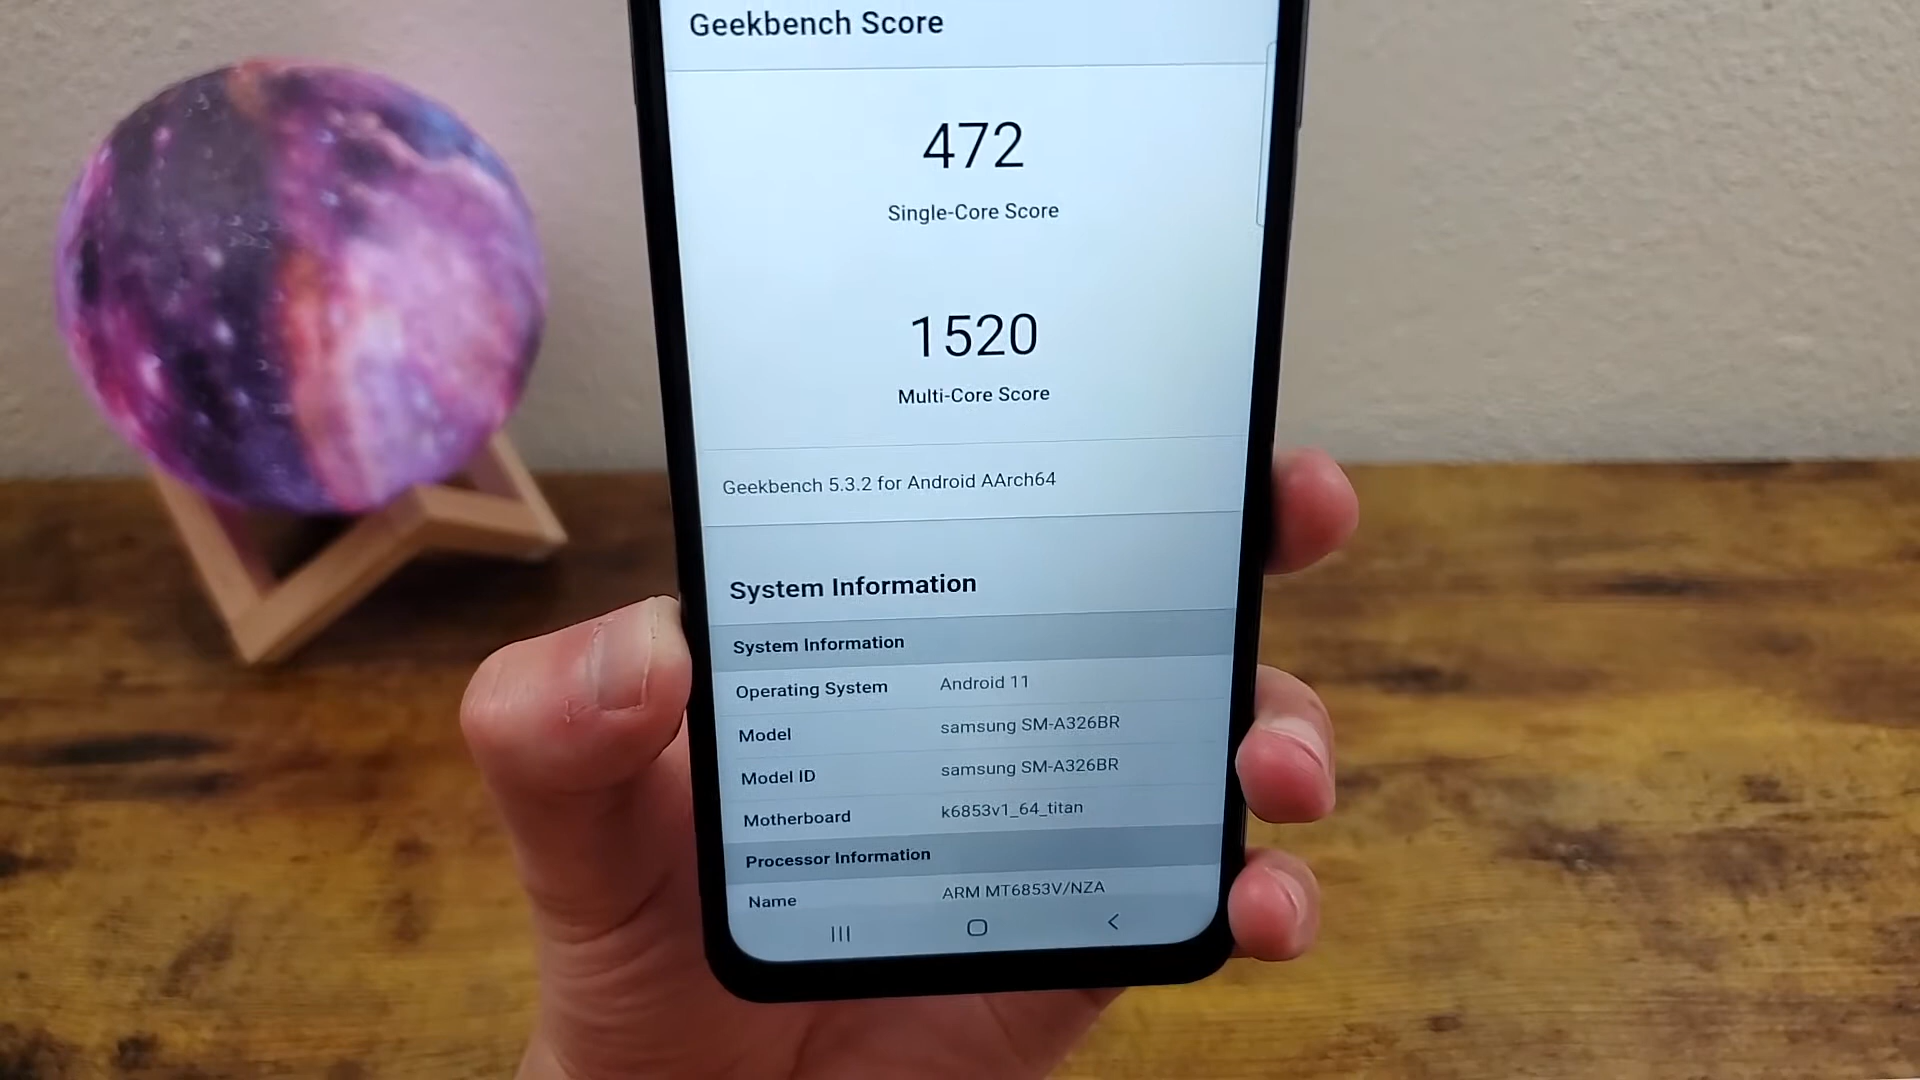 Geekbench Score
472
Single-Core Score
1520
Multi-Core Score
Geekbench 5.3.2 for Android AArch64
System Information
System Information
Operating System Android 11
Model samsung SM-A326BR
Model ID samsung SM-A326BR
Motherboard k6853v1_64_titan
Processor Information
Name ARM MT6853V/NZA